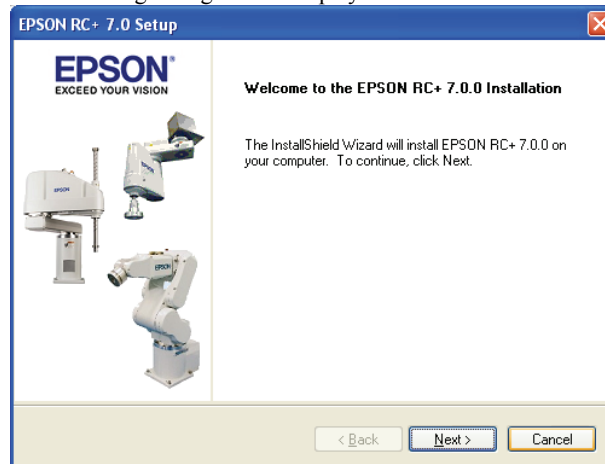 EPSON RC+ 7.0 Setup
EPSON®
EXCEED YOUR VISION
Welcome to the EPSON RC+ 7.0.0 Installation
The InstallShield Wizard will install EPSON RC+ 7.0.0 on
your computer. To continue, click Next.
EPSON
EPSON
< Back
Next >
Cancel